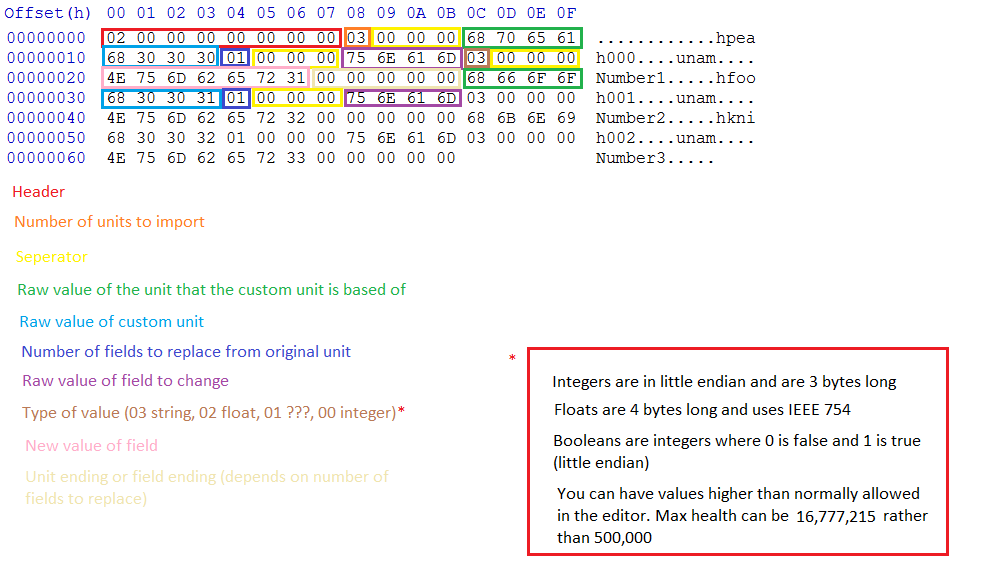 Offset(h) 00 01 02 03 04 05 06 07 08 09 0A 0B 0C 0D 0E 0F
00000000 02 00 00 00 00 00 00 00 03 00 00 00 68 70 65 61 ............hpea
00000010 68 30 30 30 01 00 00 00 75 6E 61 6D 03 00 00 00 h000....unam....
00000020 4E 75 6D 62 65 72 31 00 00 00 00 00 68 66 6F 6F Number1.....hfoo
00000030 68 30 30 31 01 00 00 00 75 6E 61 6D 03 00 00 00 h001....unam....
00000040 4E 75 6D 62 65 72 32 00 00 00 00 00 68 6B 6E 69 Number2.....hkni
00000050 68 30 30 32 01 00 00 00 75 6E 61 6D 03 00 00 00 h002....unam....
00000060 4E 75 6D 62 65 72 33 00 00 00 00 00 Number3.....
Header
Number of units to import
Seperator
Raw value of the unit that the custom unit is based of
Raw value of custom unit
Number of fields to replace from original unit
Raw value of field to change
Type of value (03 string, 02 float, 01 ???, 00 integer)*
New value of field
Unit ending or field ending (depends on number of
fields to replace)
*
Integers are in little endian and are 3 bytes long
Floats are 4 bytes long and uses IEEE 754
Booleans are integers where 0 is false and 1 is true
(little endian)
You can have values higher than normally allowed
in the editor. Max health can be 16,777,215 rather
than 500,000